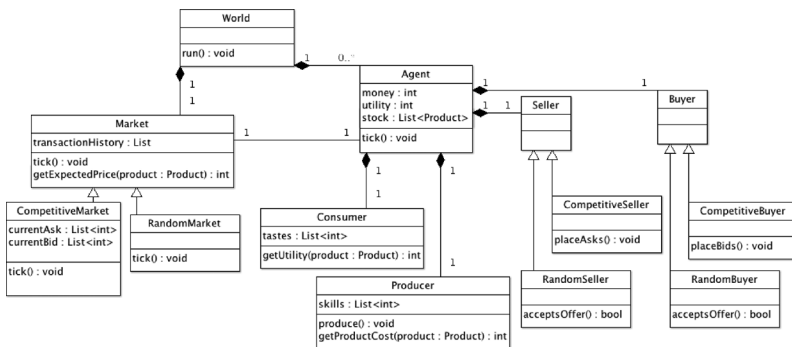 World
run() : void
1
0..*
1
1
Agent
money : int
utility : int
stock : List<Product>
tick() : void
1
1
1
1
Seller
Buyer
Market
transactionHistory : List
tick() : void
getExpectedPrice(product : Product) : int
1
1
1
1
1
1
CompetitiveMarket
currentAsk : List<int>
currentBid : List<int>
tick() : void
RandomMarket
tick() : void
Consumer
tastes : List<int>
getUtility(product : Product) : int
Producer
skills : List<int>
produce() : void
getProductCost(product : Product) : int
CompetitiveSeller
placeAsks() : void
CompetitiveBuyer
placeBids() : void
RandomSeller
acceptsOffer() : bool
RandomBuyer
acceptsOffer() : bool